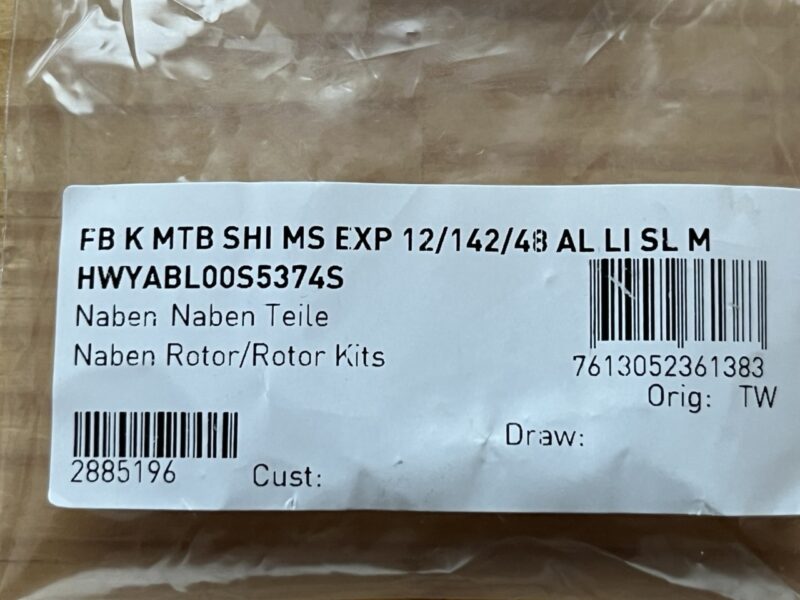 FB K MTB SHI MS EXP 12/142/48 AL LI SL M
HWYABL00S5374S
Naben Naben Teile
Naben Rotor/Rotor Kits
7613052361383
Orig: TW
Draw:
2885196
Cust: